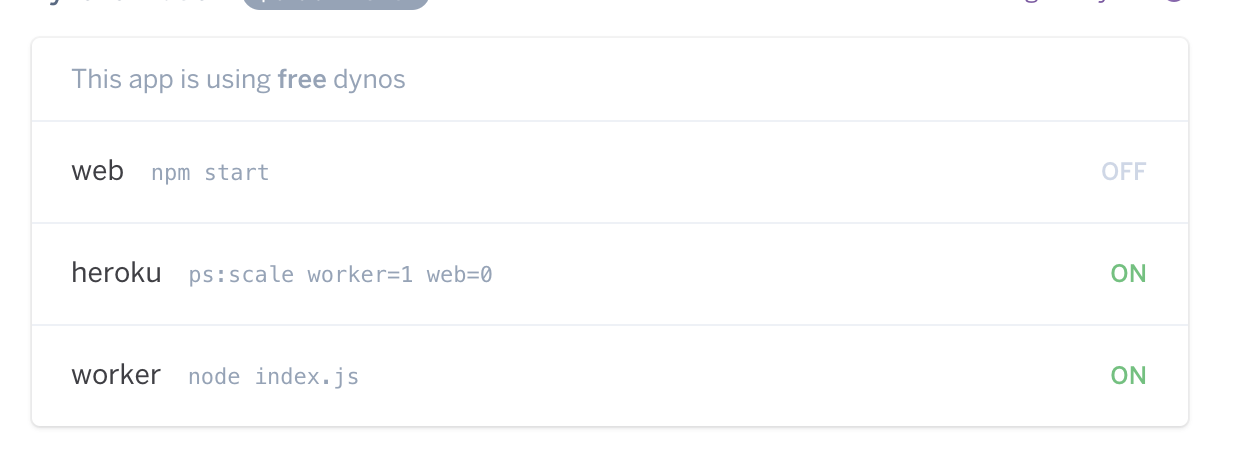 This app is using free dynos
web npm start OFF
heroku ps:scale worker=1 web=0 ON
worker node index.js ON